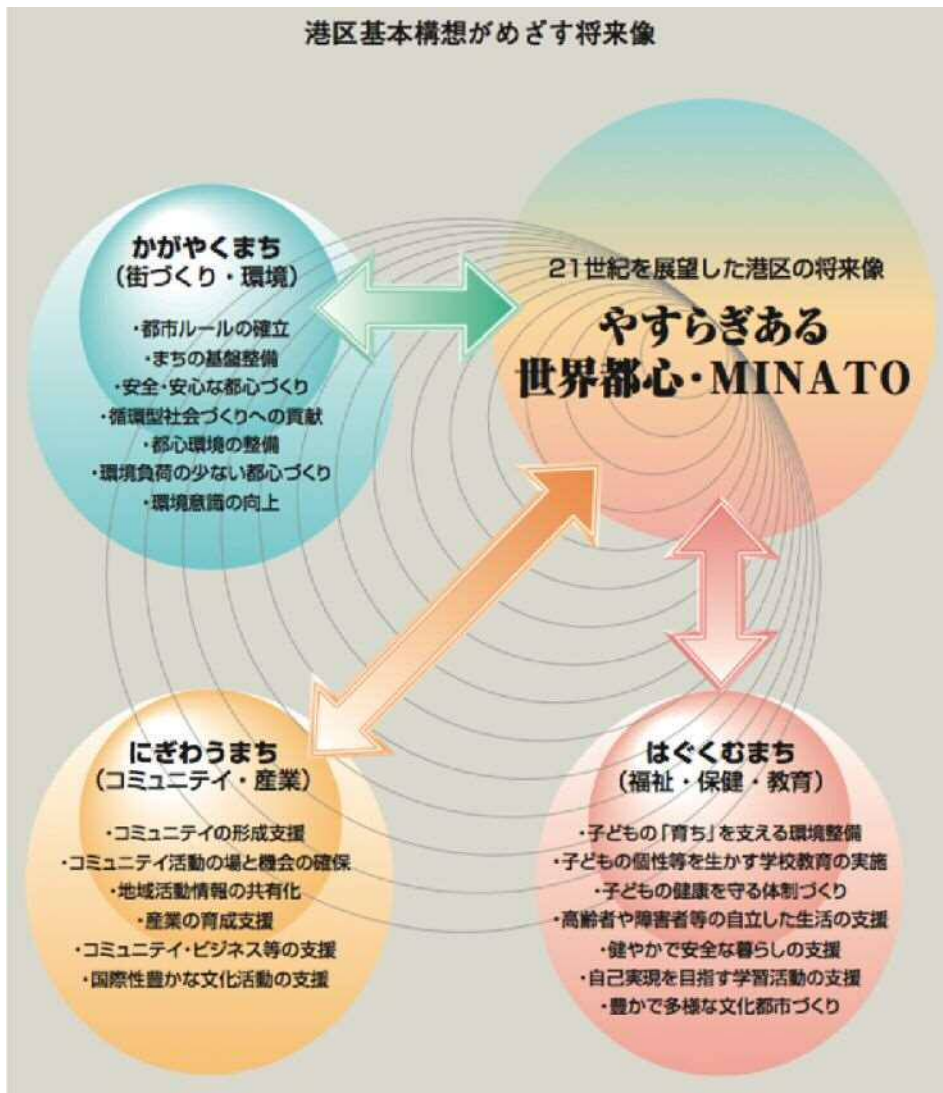 港区基本構想がめざす将来像
かがやくまち
（街づくり・環境）
・都市ルールの確立
・まちの基盤整備
・安全・安心な都心づくり
・循環型社会づくりへの貢献
・都心環境の整備
・環境負荷の少ない都心づくり
・環境意識の向上
21世紀を展望した港区の将来像
やすらぎある
世界都心・MINATO
にぎわうまち
（コミュニテイ・産業）
・コミュニテイの形成支援
・コミュニテイ活動の場と機会の確保
・地域活動情報の共有化
・産業の育成支援
・コミュニテイ・ビジネス等の支援
・国際性豊かな文化活動の支援
はぐくむまち
（福祉・保健・教育）
・子どもの「育ち」を支える環境整備
・子どもの個性等を生かす学校教育の実施
・子どもの健康を守る体制づくり
・高齢者や障害者等の自立した生活の支援
・健やかで安全な暮らしの支援
・自己実現を目指す学習活動の支援
・豊かで多様な文化都市づくり